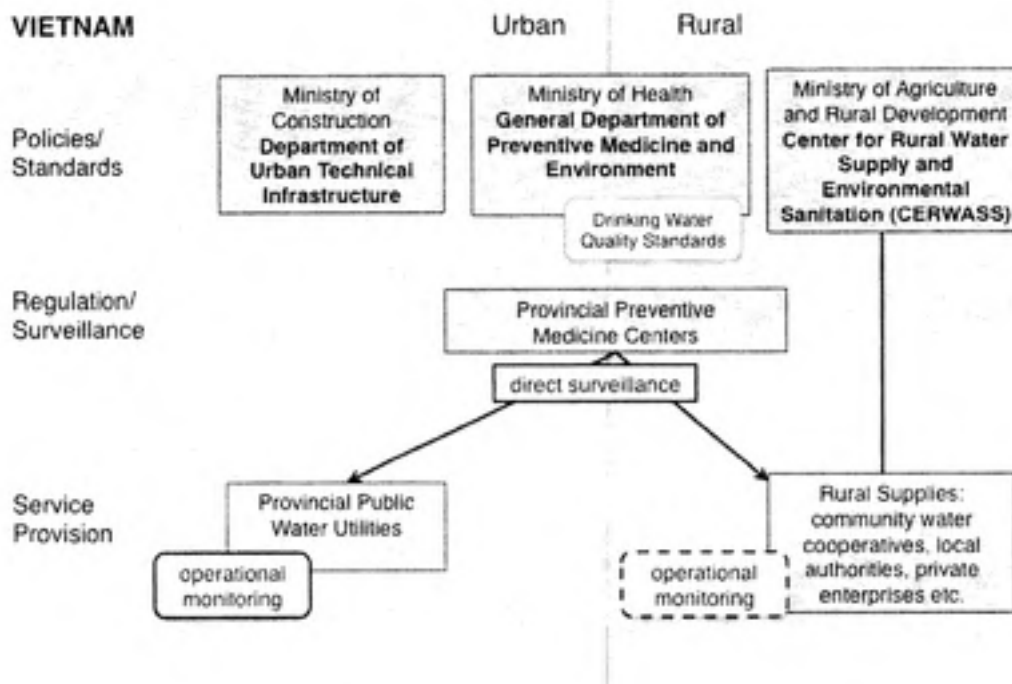 VIETNAM
Urban
Rural
Policies/
Standards
Ministry of
Construction
Department of
Urban Technical
Infrastructure
Ministry of Health
General Department of
Preventive Medicine and
Environment
Drinking Water
Quality Standards
Ministry of Agriculture
and Rural Development
Center for Rural Water
Supply and
Environmental
Sanitation (CERWASS)
Regulation/
Surveillance
Provincial Preventive
Medicine Centers
direct surveillance
Service
Provision
Provincial Public
Water Utilities
operational
monitoring
operational
monitoring
Rural Supplies:
community water
cooperatives, local
authorities, private
enterprises etc.